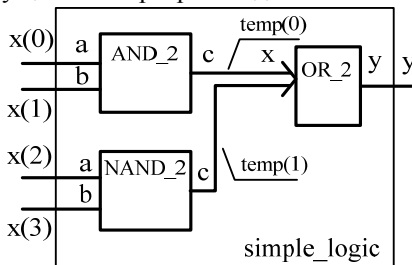 temp(0)
x(0)
a
AND_2
c
x
OR_2
y
y
b
x(1)
x(2)
a
NAND_2
c
temp(1)
b
x(3)
simple_logic